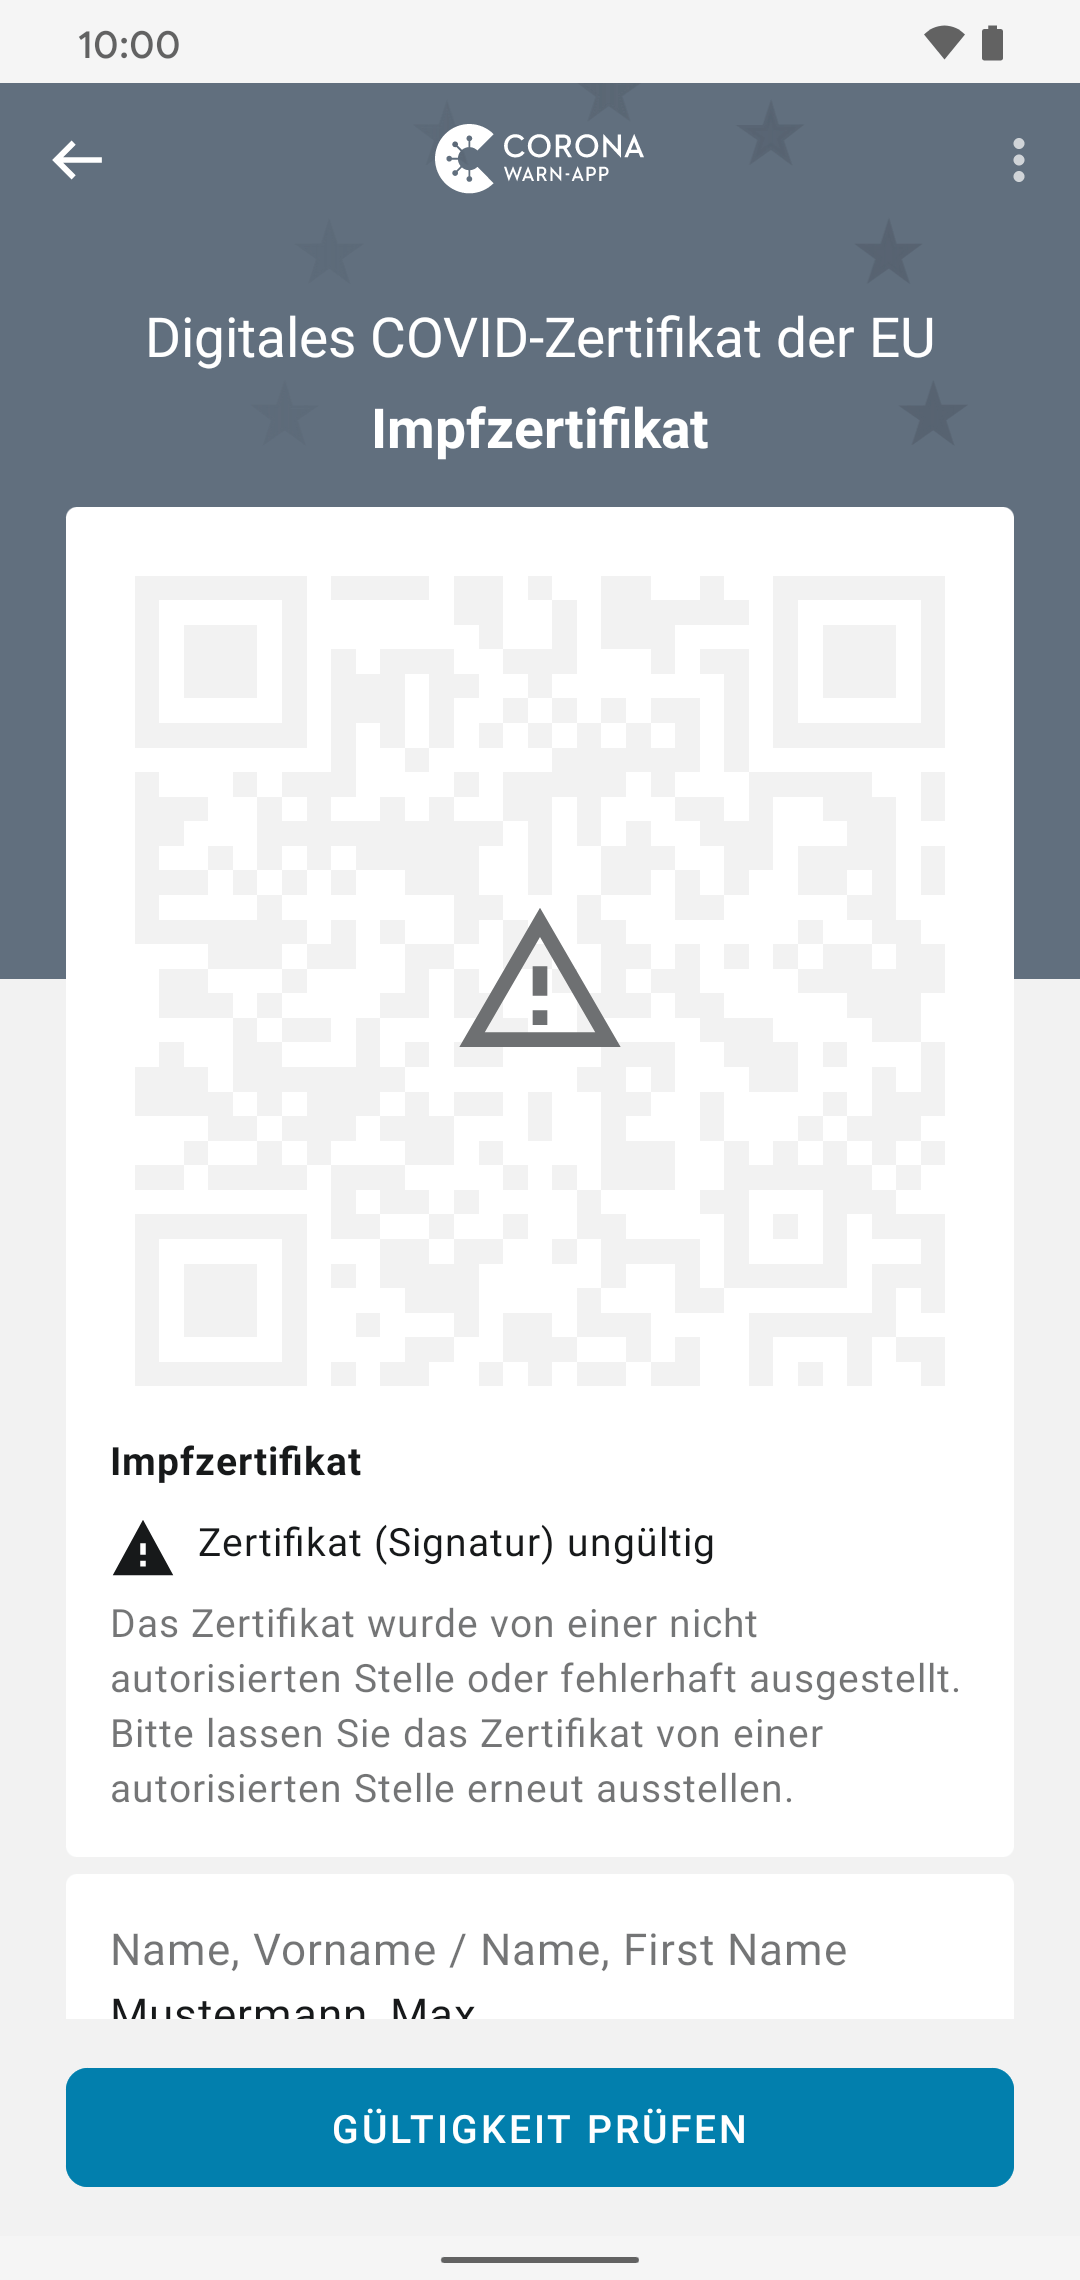 10:00
CORONA
WARN-APP
Digitales COVID-Zertifikat der EU
Impfzertifikat
Impfzertifikat
Zertifikat (Signatur) ungültig
Das Zertifikat wurde von einer nicht
autorisierten Stelle oder fehlerhaft ausgestellt.
Bitte lassen Sie das Zertifikat von einer
autorisierten Stelle erneut ausstellen.
Name, Vorname / Name, First Name
Mustermann, Max
GÜLTIGKEIT PRÜFEN